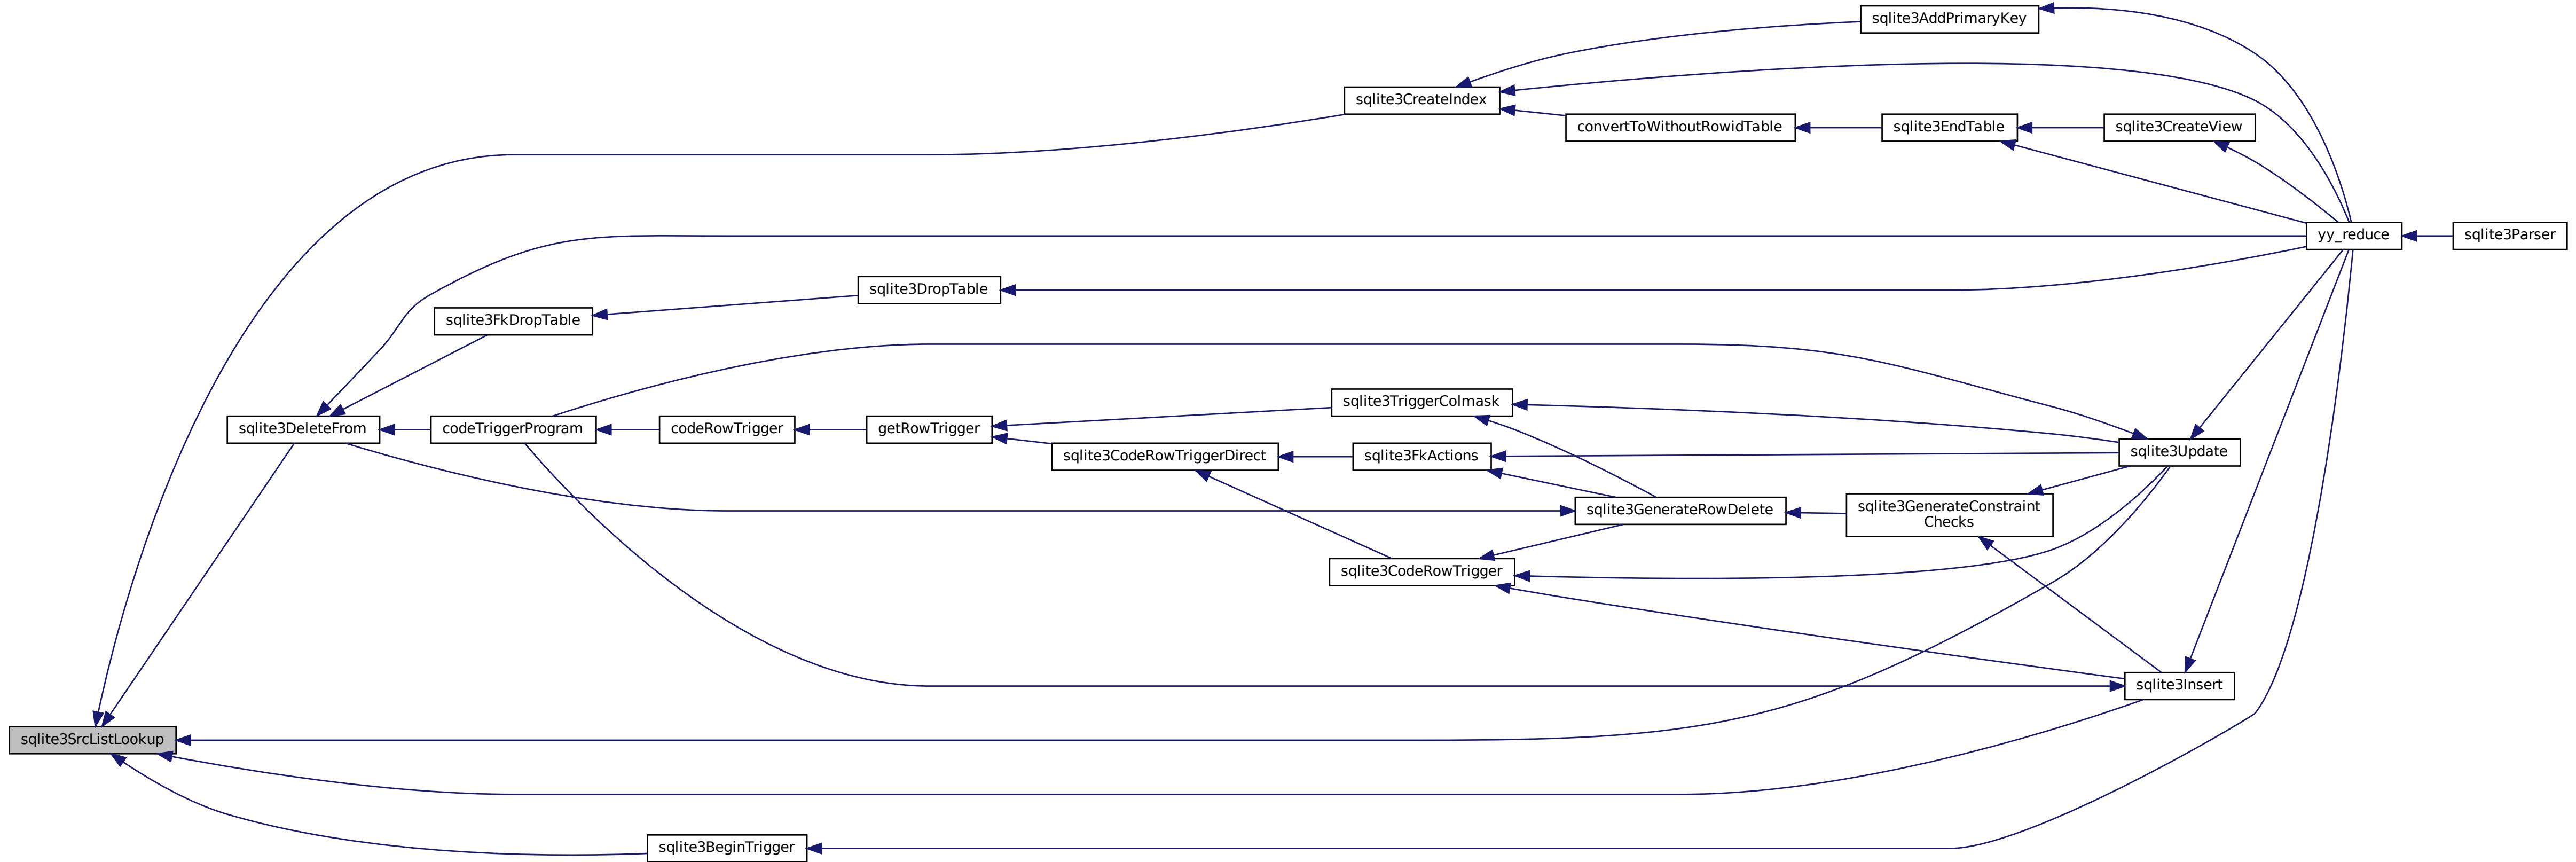 sqlite3AddPrimaryKey
sqlite3CreateIndex
convertToWithoutRowidTable
sqlite3EndTable
sqlite3CreateView
yy_reduce
sqlite3Parser
sqlite3DropTable
sqlite3FkDropTable
sqlite3TriggerColmask
sqlite3DeleteFrom
codeTriggerProgram
codeRowTrigger
getRowTrigger
sqlite3CodeRowTriggerDirect
sqlite3FkActions
sqlite3Update
sqlite3GenerateRowDelete
sqlite3GenerateConstraint
Checks
sqlite3CodeRowTrigger
sqlite3Insert
sqlite3SrcListLookup
sqlite3BeginTrigger